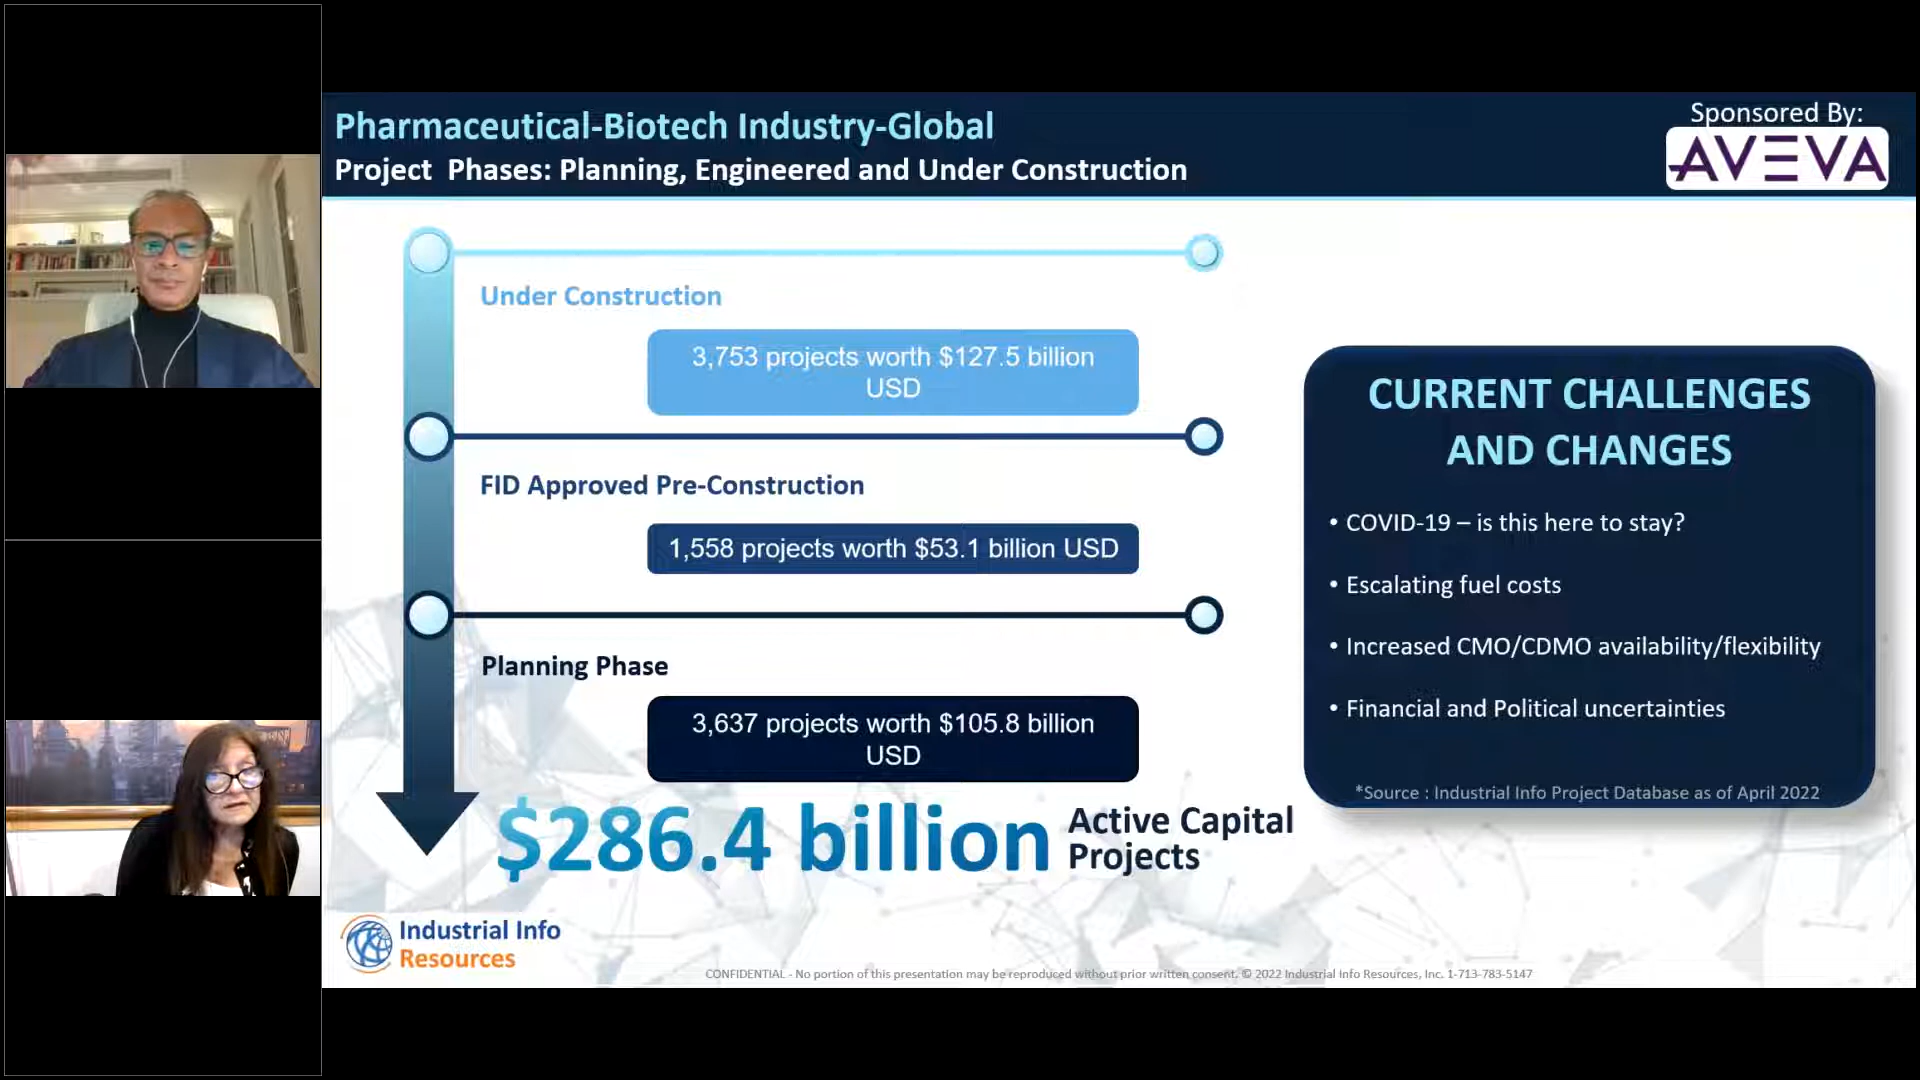 Pharmaceutical-Biotech Industry-Global
Project Phases: Planning, Engineered and Under Construction
Sponsored By:
AVEVA
Under Construction
3,753 projects worth $127.5 billion
USD
FID Approved Pre-Construction
1,558 projects worth $53.1 billion USD
Planning Phase
3,637 projects worth $105.8 billion
USD
$286.4 billion
Active Capital
Projects
CURRENT CHALLENGES
AND CHANGES
• COVID-19 – is this here to stay?
• Escalating fuel costs
• Increased CMO/CDMO availability/flexibility
• Financial and Political uncertainties
*Source : Industrial Info Project Database as of April 2022
Industrial Info
Resources
CONFIDENTIAL - No portion of this presentation may be reproduced without prior written consent. © 2022 Industrial Info Resources, Inc. 1-713-783-5147